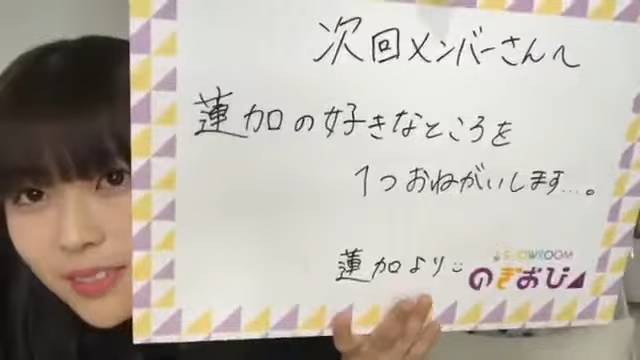 次回メンバーさんへ
蓮加の好きなところを
1つおねがいします…。
蓮加より
SHOWROOM
のぎおび